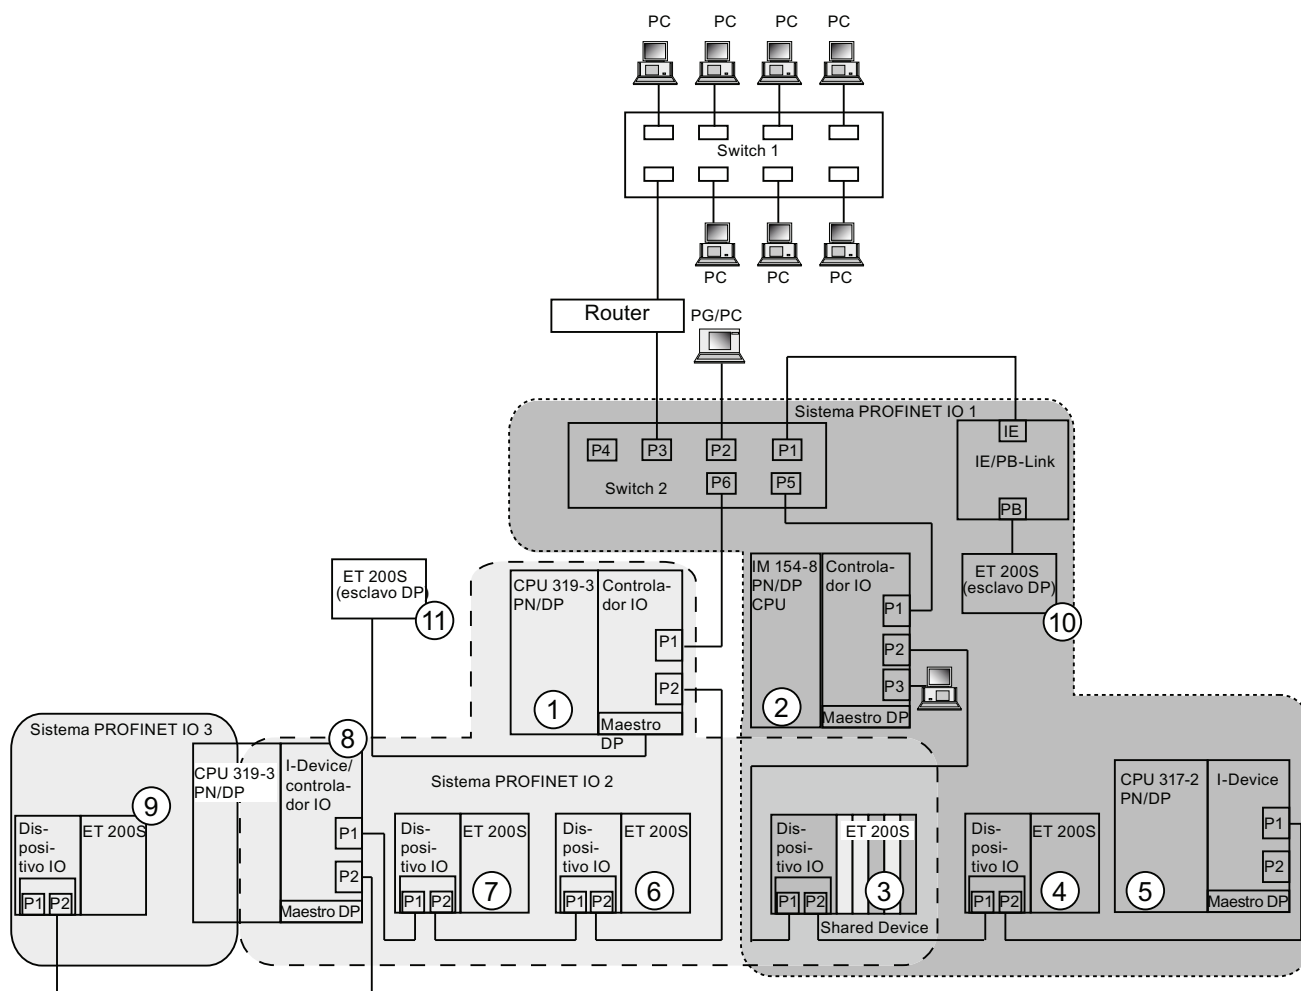 PC PC PC PC
Switch 1
PC PC PC
Router
PG/PC
Sistema PROFINET IO 1
P4 P3 P2 P1
Switch 2
P6 P5
IE
IE/PB-Link
PB
ET 200S
(esclavo DP)
10
ET 200S
(esclavo DP)
11
CPU 319-3
PN/DP
1
Controla-
dor IO
P1
P2
Maestro
DP
IM 154-8
PN/DP
CPU
2
Controla-
dor IO
P1
P2
P3
Maestro DP
Sistema PROFINET IO 3
9
Dis-
positi-
tivo IO
ET 200S
P1 P2
8
CPU 319-3
PN/DP
I-Device/
controla-
dor IO
P1
P2
Maestro DP
Sistema PROFINET IO 2
Dis-
posi-
tivo IO
ET 200S
7
P1 P2
Dis-
posi-
tivo IO
ET 200S
6
P1 P2
Dis-
posi-
tivo IO
ET 200S
3
P1 P2
Shared Device
Dis-
posi-
tivo IO
ET 200S
4
P1 P2
CPU 317-2
PN/DP
5
I-Device
P1
P2
Maestro DP